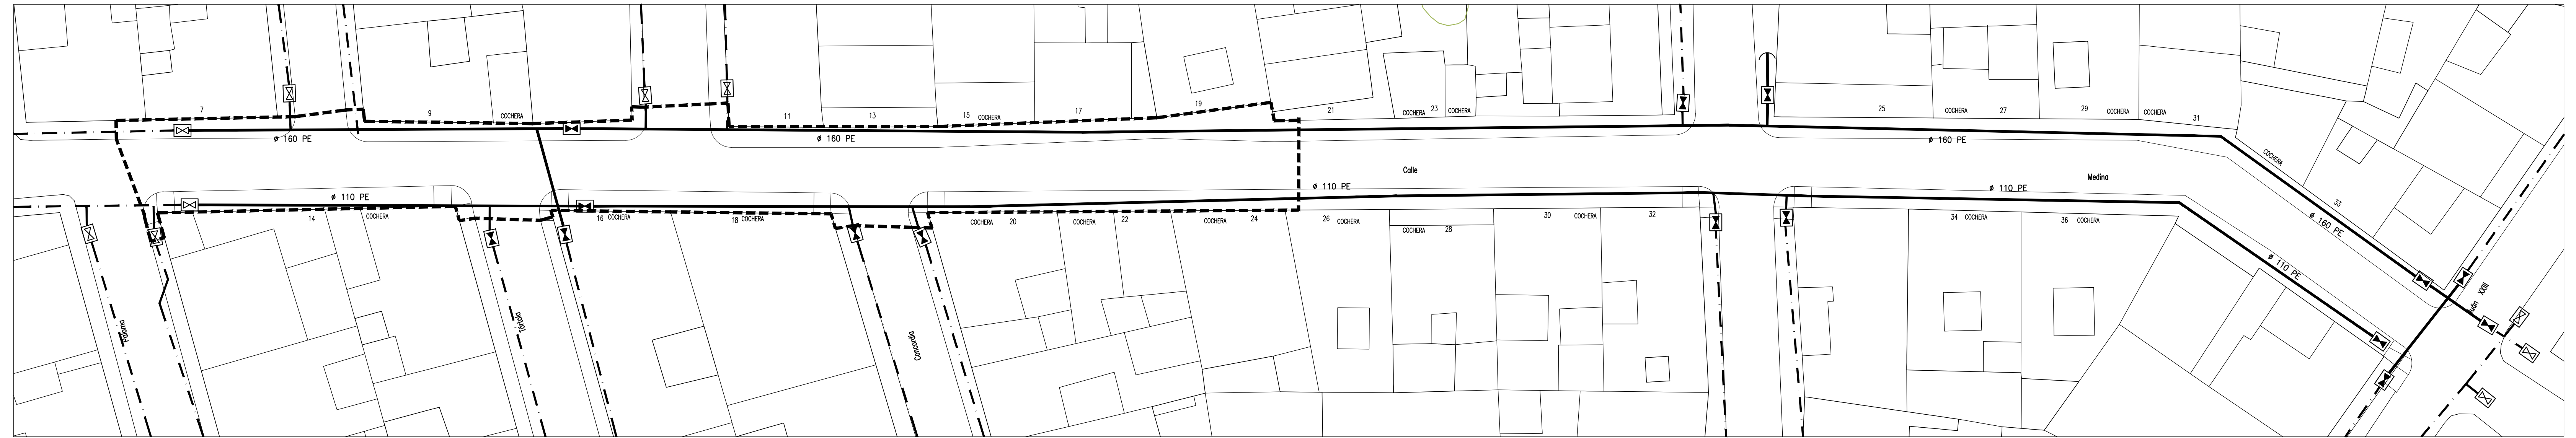 7
9
COCHERA
11
13
15
COCHERA
17
19
21
COCHERA
23
COCHERA
25
COCHERA
27
29
COCHERA
COCHERA
31
COCHERA
33
ø 160 PE
ø 160 PE
ø 160 PE
ø 160 PE
Calle
Medina
ø 110 PE
ø 110 PE
ø 110 PE
ø 110 PE
14
COCHERA
16
COCHERA
18
COCHERA
COCHERA
20
COCHERA
22
COCHERA
24
26
COCHERA
COCHERA
28
30
COCHERA
32
34
COCHERA
36
COCHERA
Paloma
Tórtola
Concordia
XXIII